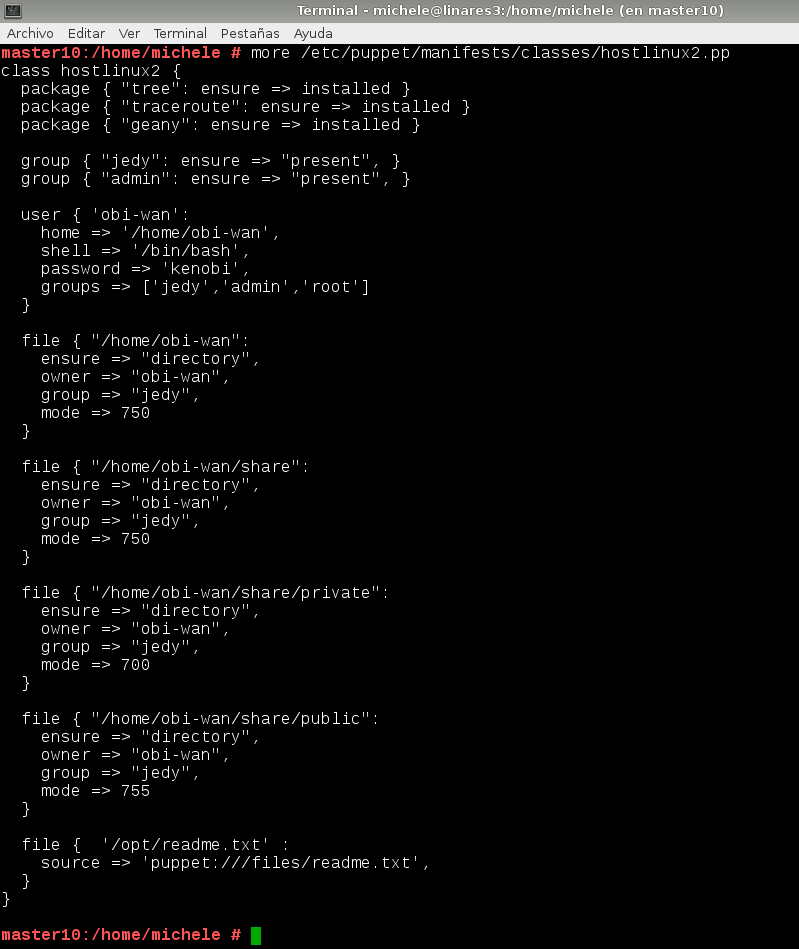 Terminal - michele@linares3:/home/michele (en master10)
Archivo Editar Ver Terminal Pestañas Ayuda
master10:/home/michele # more /etc/puppet/manifests/classes/hostlinux2.pp
class hostlinux2 {
  package { "tree": ensure => installed }
  package { "traceroute": ensure => installed }
  package { "geany": ensure => installed }

  group { "jedy": ensure => "present", }
  group { "admin": ensure => "present", }

  user { 'obi-wan':
    home => '/home/obi-wan',
    shell => '/bin/bash',
    password => 'kenobi',
    groups => ['jedy','admin','root']
  }

  file { "/home/obi-wan":
    ensure => "directory",
    owner => "obi-wan",
    group => "jedy",
    mode => 750
  }

  file { "/home/obi-wan/share":
    ensure => "directory",
    owner => "obi-wan",
    group => "jedy",
    mode => 750
  }

  file { "/home/obi-wan/share/private":
    ensure => "directory",
    owner => "obi-wan",
    group => "jedy",
    mode => 700
  }

  file { "/home/obi-wan/share/public":
    ensure => "directory",
    owner => "obi-wan",
    group => "jedy",
    mode => 755
  }

  file {  '/opt/readme.txt' :
    source => 'puppet:///files/readme.txt',
  }
}

master10:/home/michele #